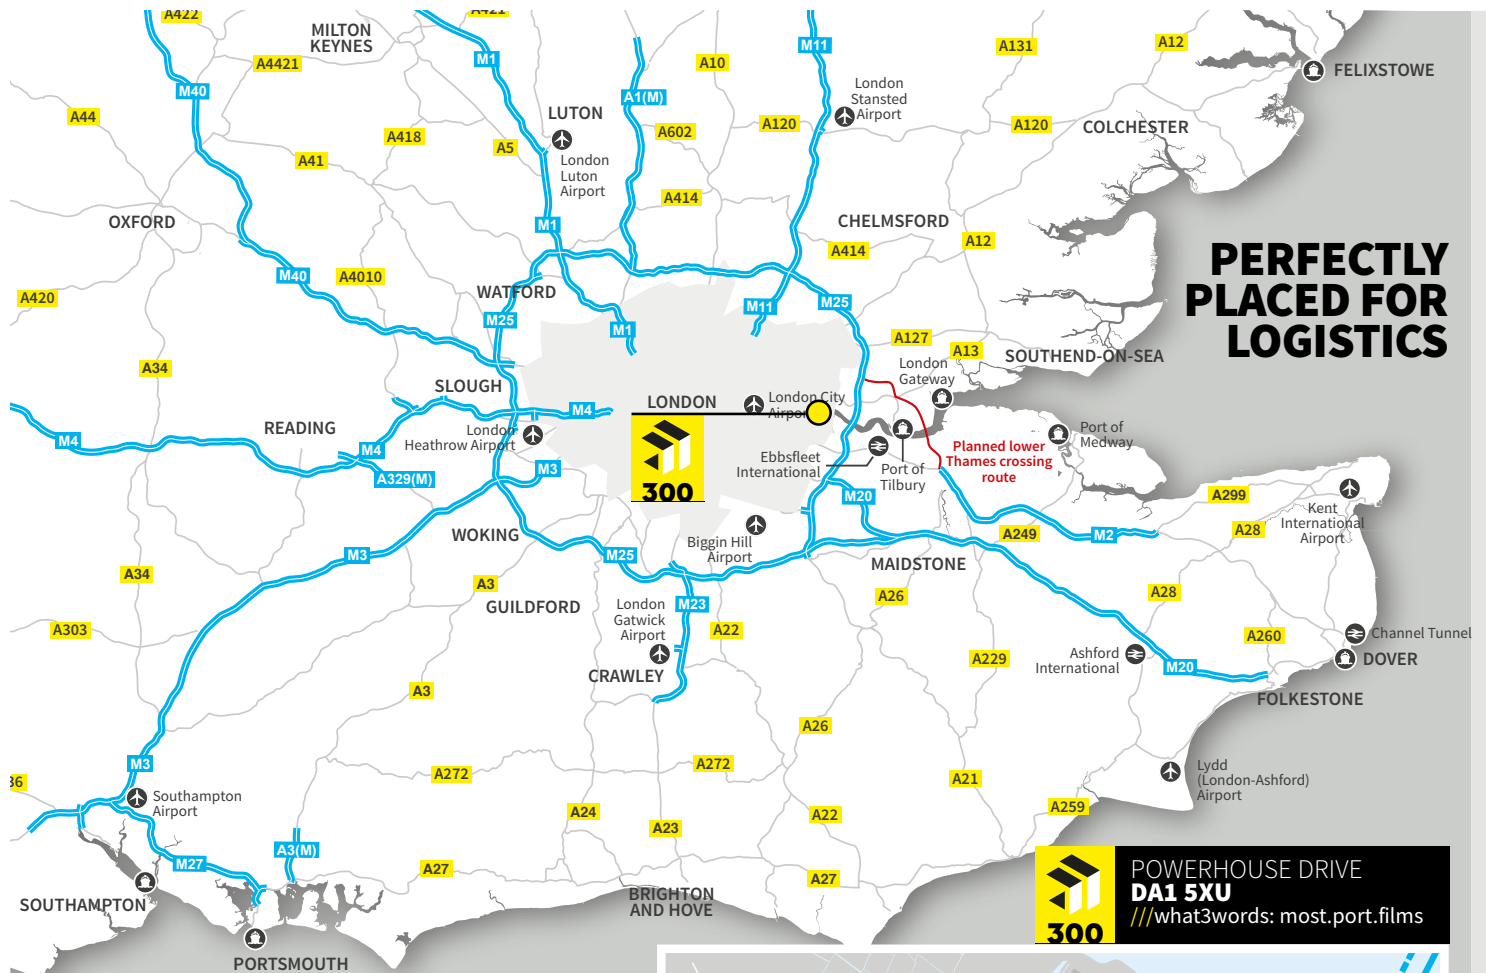 A422
A421
MILTON
KEYNES
M11
A131
A12
M1
A10
FELIXSTOWE
A4421
M40
A1(M)
London
Stansted
Airport
A44
LUTON
A120
A120
COLCHESTER
A418
A602
A5
A41
London
Luton
Airport
A414
OXFORD
M1
CHELMSFORD
A12
A414
PERFECTLY
PLACED FOR
LOGISTICS
M40
A4010
A420
WATFORD
M25
M11
M25
M1
A127
A13
SOUTHEND-ON-SEA
A34
London
Gateway
SLOUGH
LONDON
London City
Airport
M4
READING
London
Heathrow Airport
M4
M4
Port of
Medway
Planned lower
Thames crossing
route
Ebbsfleet
International
Port of
Tilbury
M3
A329(M)
300
M20
A299
Kent
International
Airport
WOKING
Biggin Hill
Airport
A249
M2
A28
M3
M25
MAIDSTONE
A34
A3
A26
A28
GUILDFORD
London
Gatwick
Airport
M23
A303
A22
A260
Channel Tunnel
DOVER
Ashford
International
A229
M20
CRAWLEY
A3
FOLKESTONE
A26
M3
A272
A272
A21
Lydd
(London-Ashford)
Airport
36
Southampton
Airport
A24
A23
A22
A259
M27
A3(M)
A27
A27
SOUTHAMPTON
BRIGHTON
AND HOVE
PORTSMOUTH
300
POWERHOUSE DRIVE
DA1 5XU
///what3words: most.port.films